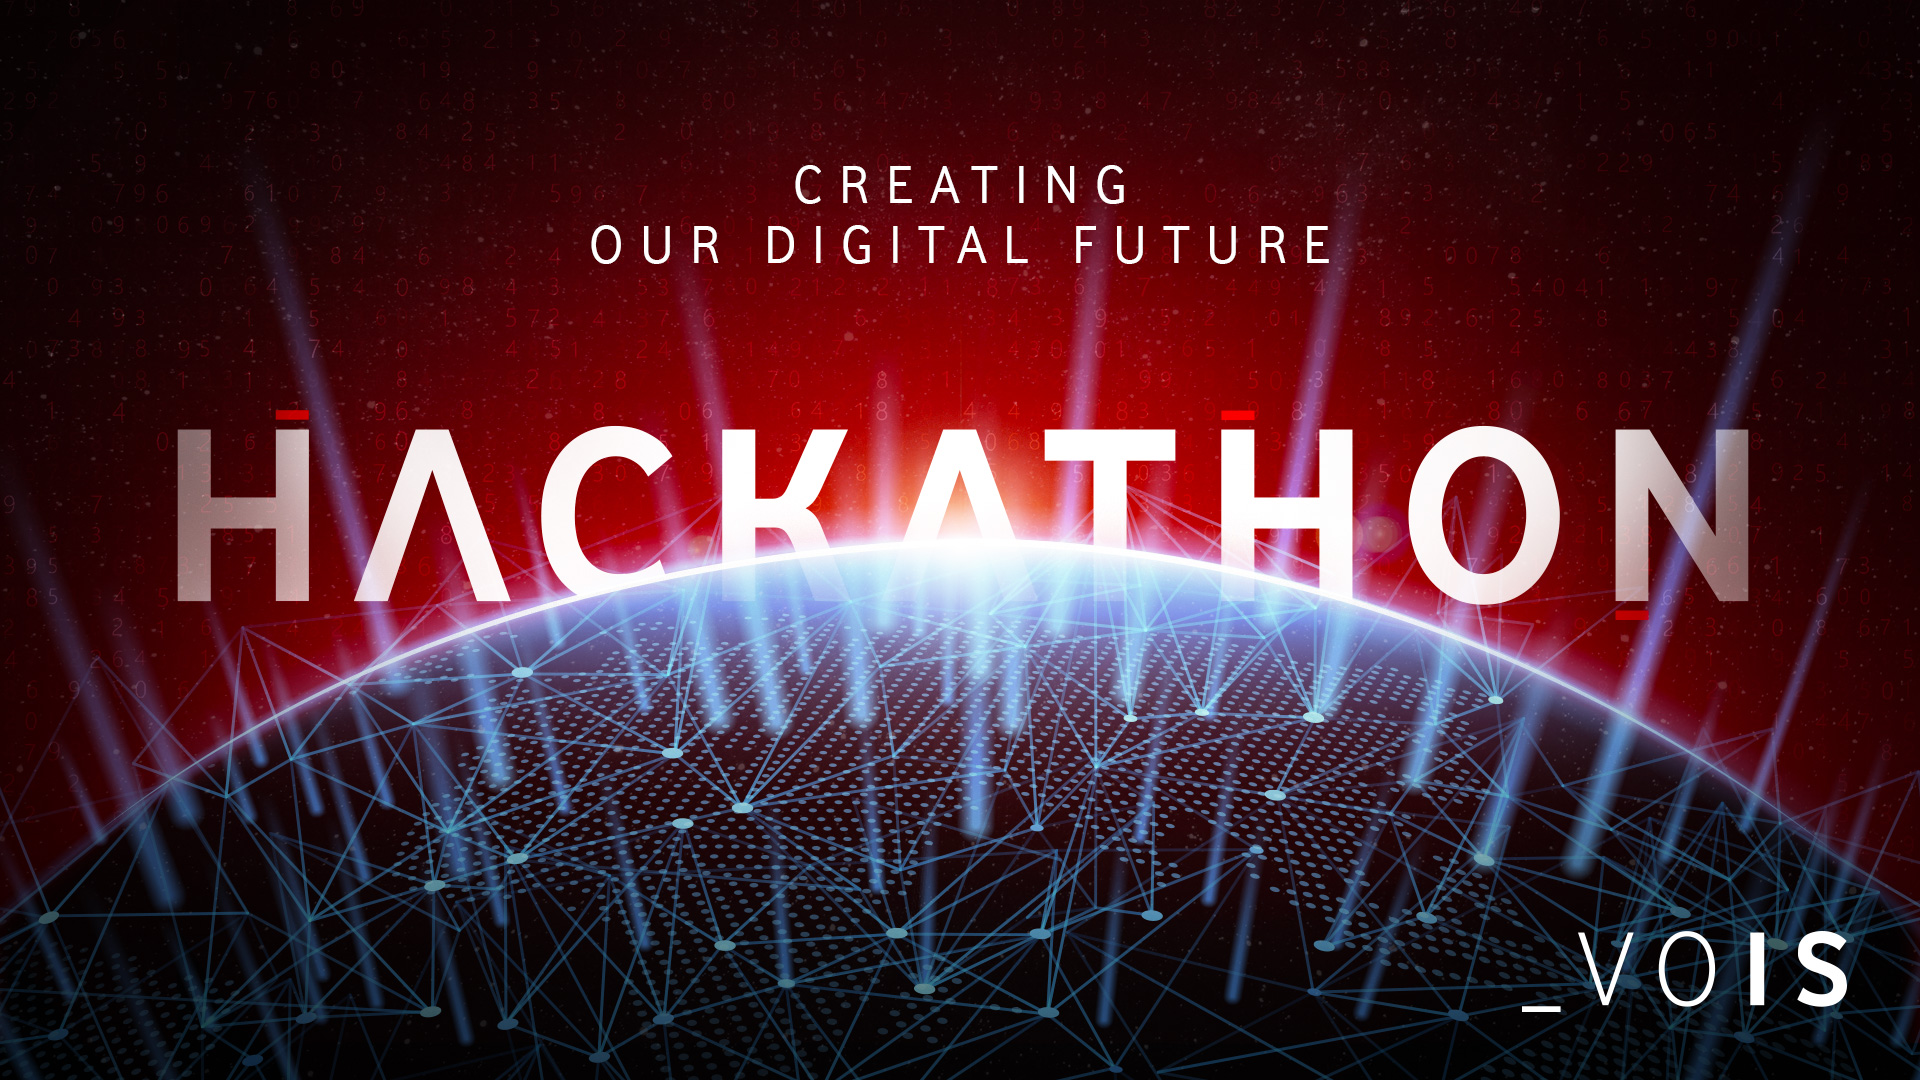 CREATING
OUR DIGITAL FUTURE
HACKATHON
_VOIS